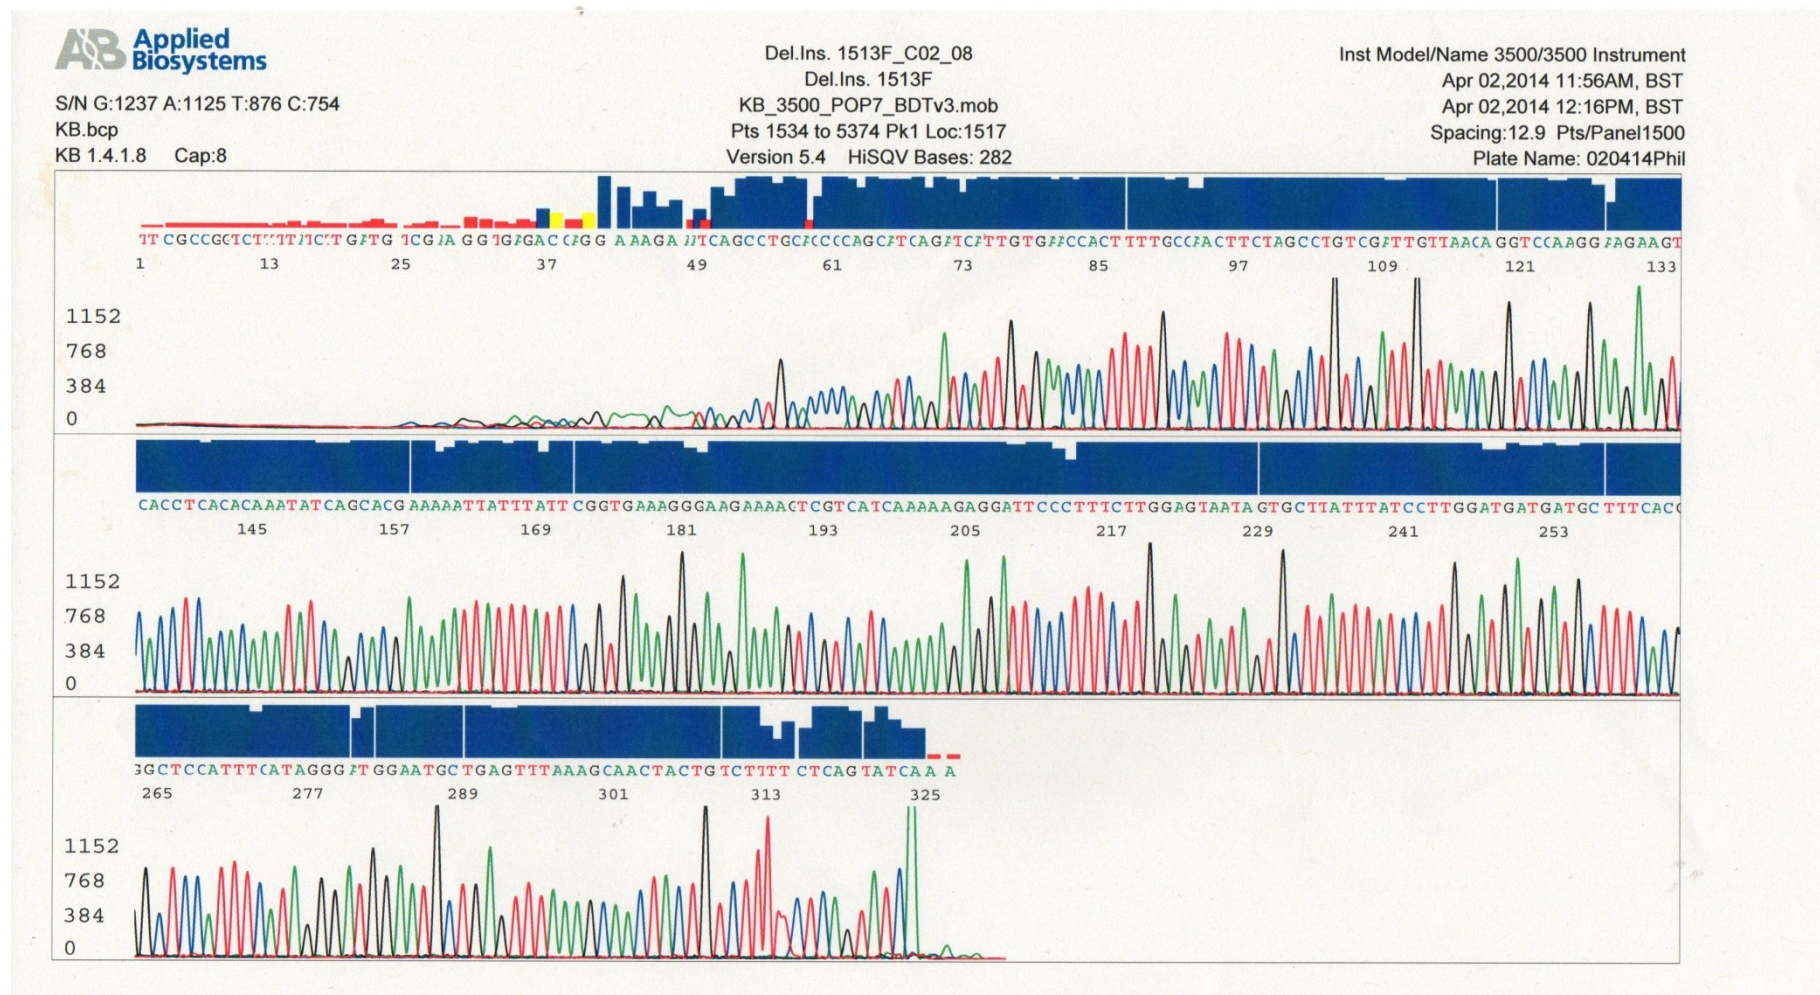 Applied
Biosystems
S/N G:1237 A:1125 T:876 C:754
KB.bcp
KB 1.4.1.8 Cap:8
Del.Ins. 1513F_C02_08
Del.Ins. 1513F
KB_3500_POP7_BDTv3.mob
Pts 1534 to 5374 Pk1 Loc:1517
Version 5.4 HiSQV Bases: 282
Inst Model/Name 3500/3500 Instrument
Apr 02,2014 11:56AM, BST
Apr 02,2014 12:16PM, BST
Spacing:12.9 Pts/Panel1500
Plate Name: 020414Phil
1 13 25 37 49 61 73 85 97 109 121 133
1152
768
384
0
CACCTCACACAAATATCAGCACGAAAAATTATTTATTCGGTGAAAGGGAAGAAAAGTCGTCATCAAAAAGAGGATTCCCTTTCTTGGAGTAATAGTGCTTATTTATCCTTGGATGATGATGCTTTCACG
145 157 169 181 193 205 217 229 241 253
1152
768
384
0
GGCTCCATTTCATAGGGATGGAATGCTGAGTTTAAAGCAACTACTGTCTTTTCTCAGTATCAA A
265 277 289 301 313 325
1152
768
384
0